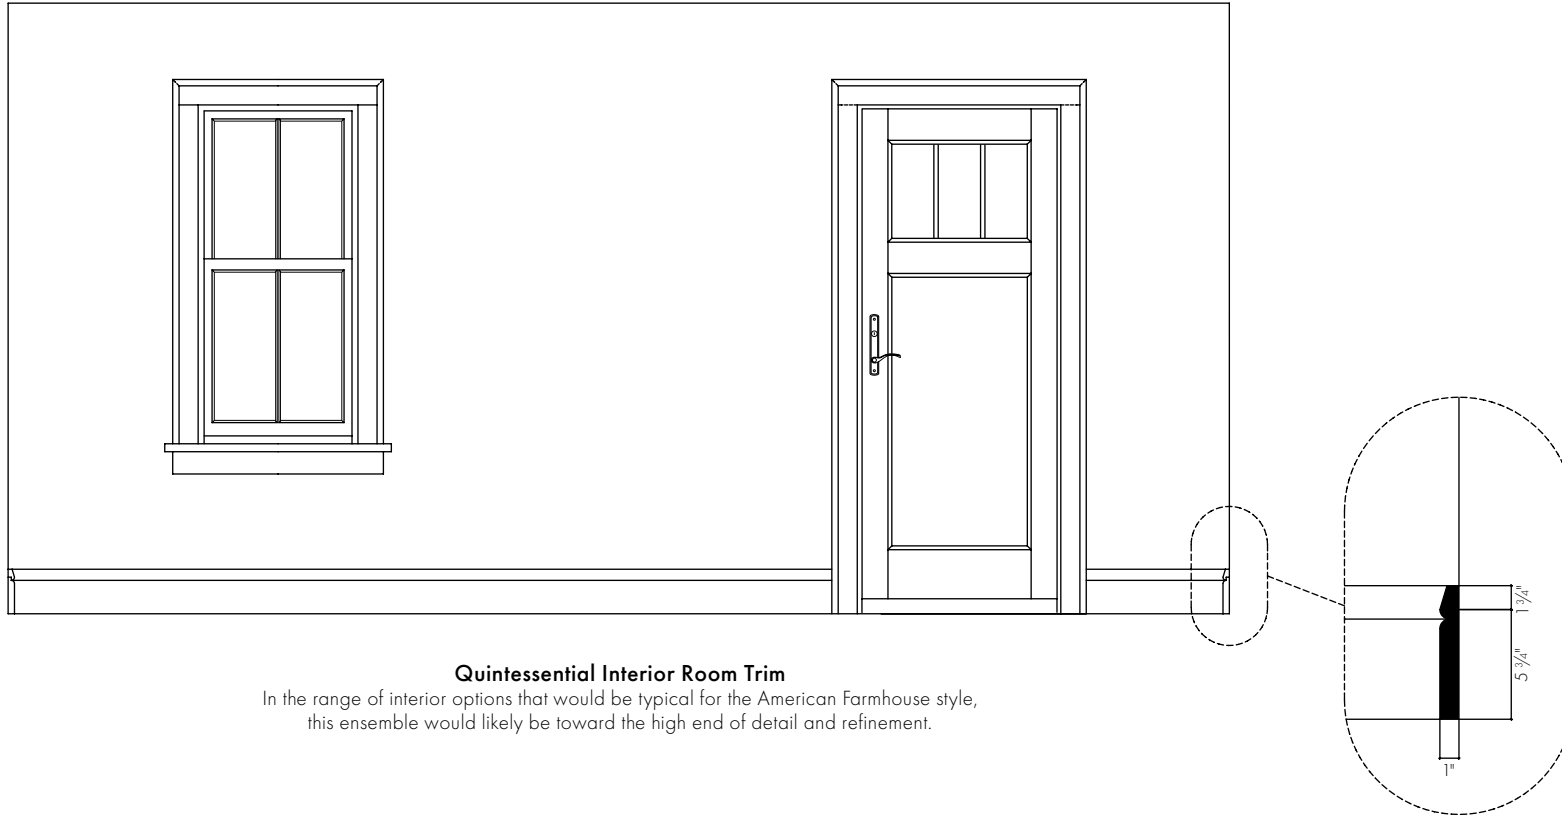 Quintessential Interior Room Trim
In the range of interior options that would be typical for the American Farmhouse style,
this ensemble would likely be toward the high end of detail and refinement.
1 ¾"
5 ¾"
1"